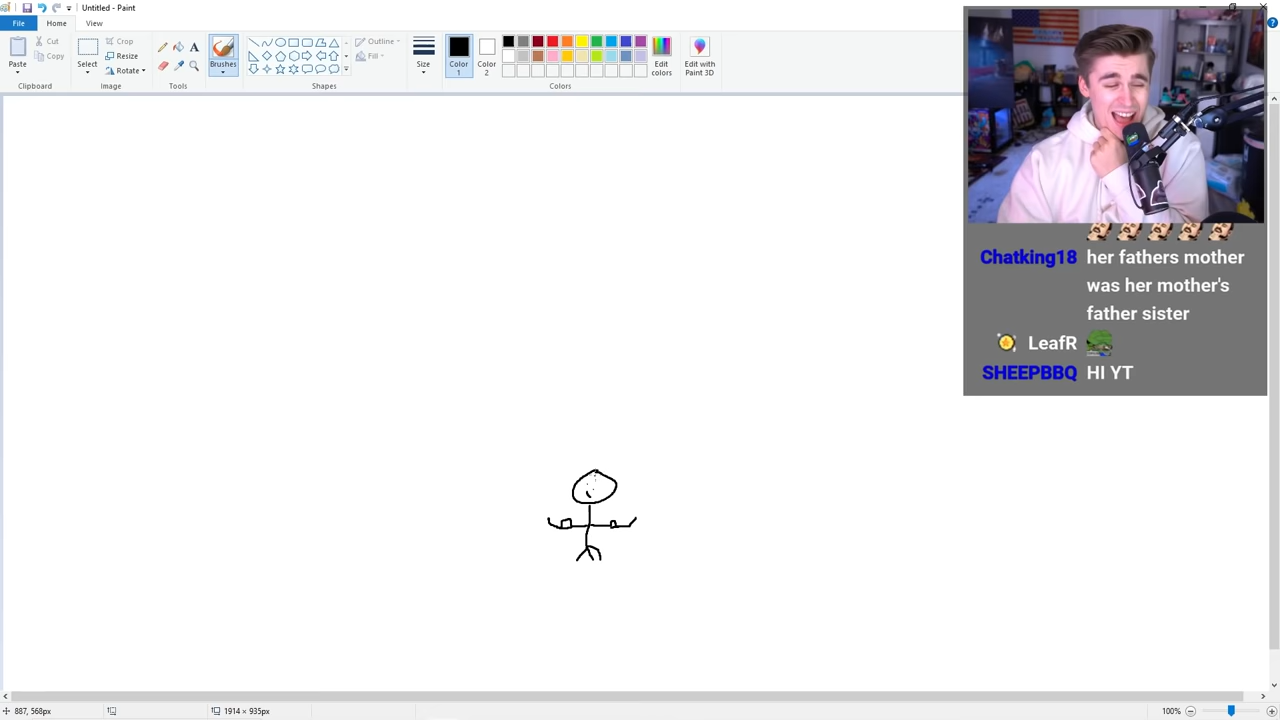 Untitled - Paint
File
Home
View
Paste
Cut
Copy
Clipboard
Select
Crop
Resize
Rotate
Image
A
Tools
Brushes
Outline
Fill
Shapes
Size
Color
1
Color
2
Edit
colors
Colors
Edit with
Paint 3D
Chatking18 her fathers mother
was her mother's
father sister
LeafR
SHEEPBBQ HI YT
887, 568px
1914 × 935px
100%